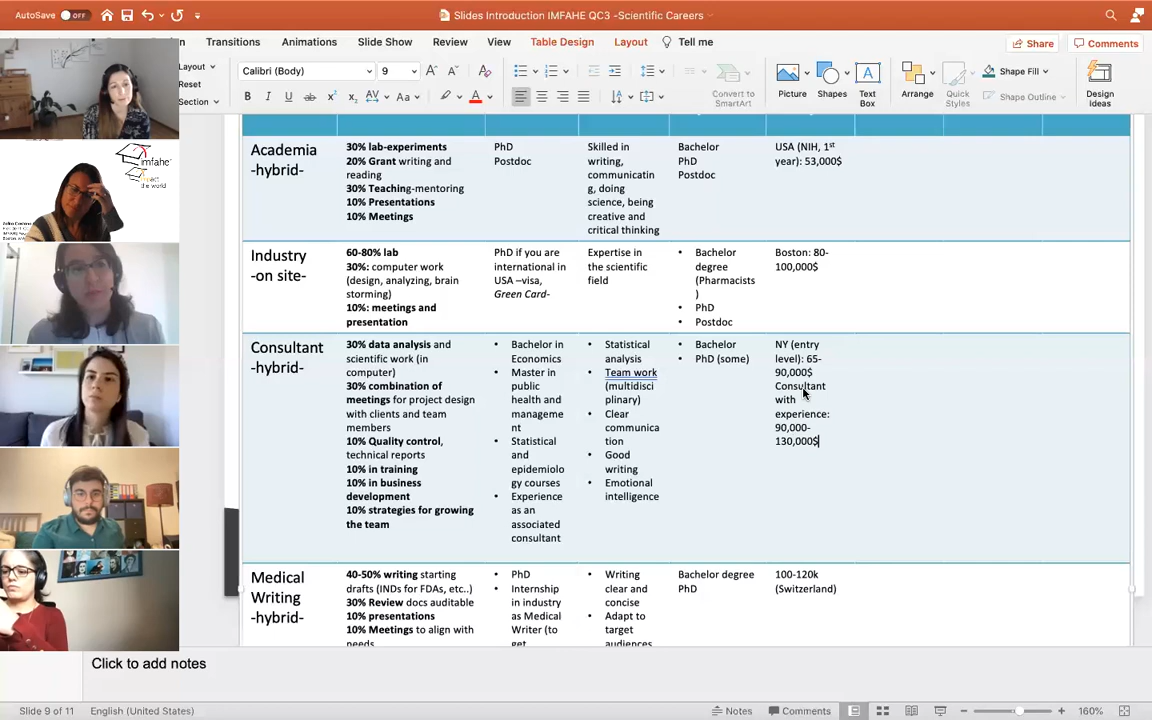 AutoSave OFF
Slides Introduction IMFAHE QC3 -Scientific Careers
Transitions Animations Slide Show Review View Table Design Layout Tell me
Share Comments
Layout
Reset
Section
Calibri (Body) 9
Convert to
SmartArt
Picture
Shapes
Text
Box
Arrange
Quick
Styles
Shape Fill
Shape Outline
Design
Ideas
imfahe
the world
Academia
-hybrid-
30% lab-experiments
20% Grant writing and
reading
30% Teaching-mentoring
10% Presentations
10% Meetings
PhD
Postdoc
Skilled in
writing,
communicatin
g, doing
science, being
creative and
critical thinking
Bachelor
PhD
Postdoc
USA (NIH, 1st
year): 53,000$
Industry
-on site-
60-80% lab
30%: computer work
(design, analyzing, brain
storming)
10%: meetings and
presentation
PhD if you are
international in
USA –visa,
Green Card-
Expertise in
the scientific
field
• Bachelor
degree
(Pharmacists
)
• PhD
• Postdoc
Boston: 80-
100,000$
Consultant
-hybrid-
30% data analysis and
scientific work (in
computer)
30% combination of
meetings for project design
with clients and team
members
10% Quality control,
technical reports
10% in training
10% in business
development
10% strategies for growing
the team
• Bachelor in
Economics
• Master in
public
health and
manageme
nt
• Statistical
and
epidemiolo
gy courses
• Experience
as an
associated
consultant
• Statistical
analysis
• Team work
(multidisci
plinary)
• Clear
communica
tion
• Good
writing
• Emotional
intelligence
• Bachelor
• PhD (some)
NY (entry
level): 65-
90,000$
Consultant
with
experience:
90,000-
130,000$
Medical
Writing
-hybrid-
40-50% writing starting
drafts (INDs for FDAs, etc..)
30% Review docs auditable
10% presentations
10% Meetings to align with
needs
• PhD
• Internship
in industry
as Medical
Writer (to
get
• Writing
clear and
concise
• Adapt to
target
audiences
Bachelor degree
PhD
100-120k
(Switzerland)
Click to add notes
Slide 9 of 11 English (United States) Notes Comments 160%